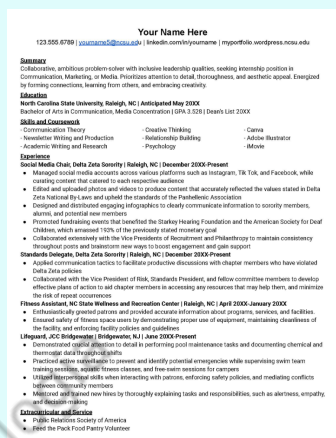 Your Name Here
123.555.6789 | yourname5@ncsu.edu | linkedin.com/in/yourname | myportfolio.wordpress.ncsu.edu
Summary
Collaborative, ambitious problem-solver with inclusive leadership qualities, seeking internship position in
Communication, Marketing, or Media. Prioritizes attention to detail, thoroughness, and aesthetic appeal. Energized
by forming connections, learning from others, and embracing creativity.
Education
North Carolina State University, Raleigh, NC | Anticipated May 20XX
Bachelor of Arts in Communication, Media Concentration | GPA 3.528 | Dean's List 20XX
Skills and Coursework
- Communication Theory - Creative Thinking - Canva
- Newsletter Writing and Production - Relationship Building - Adobe Illustrator
- Academic Writing and Research - Psychology - iMovie
Experience
Social Media Chair, Delta Zeta Sorority | Raleigh, NC | December 20XX-Present
● Managed social media accounts across various platforms such as Instagram, Tik Tok, and Facebook, while
curating content that catered to each respective audience
● Edited and uploaded photos and videos to produce content that accurately reflected the values stated in Delta
Zeta National By-Laws and upheld the standards of the Panhellenic Association
● Designed and distributed engaging infographics to clearly communicate information to sorority members,
alumni, and potential new members
● Promoted fundraising events that benefitted the Starkey Hearing Foundation and the American Society for Deaf
Children, which amassed 193% of the previously stated monetary goal
● Collaborated extensively with the Vice Presidents of Recruitment and Philanthropy to maintain consistency
throughout posts and brainstorm new ways to boost engagement and gain support
Standards Delegate, Delta Zeta Sorority | Raleigh, NC | December 20XX-Present
● Applied communication tactics to facilitate productive discussions with chapter members who have violated
Delta Zeta policies
● Collaborated with the Vice President of Risk, Standards President, and fellow committee members to develop
effective plans of action to aid chapter members in accessing any resources that may help them, and minimize
the risk of repeat occurrences
Fitness Assistant, NC State Wellness and Recreation Center | Raleigh, NC | April 20XX-January 20XX
● Enthusiastically greeted patrons and provided accurate information about programs, services, and facilities.
● Ensured safety of fitness space users by demonstrating proper use of equipment, maintaining cleanliness of
the facility, and enforcing facility policies and guidelines
Lifeguard, JCC Bridgewater | Bridgewater, NJ | June 20XX-Present
● Demonstrated crucial attention to detail in performing pool maintenance tasks and documenting chemical and
thermostat data throughout shifts
● Practiced active surveillance to prevent and identify potential emergencies while supervising swim team
training sessions, aquatic fitness classes, and free-swim sessions for campers
● Utilized interpersonal skills when interacting with patrons, enforcing safety policies, and mediating conflicts
between community members
● Mentored and trained new hires by thoroughly explaining tasks and responsibilities, such as alertness, empathy,
and decision-making
Extracurricular and Service
● Public Relations Society of America
● Feed the Pack Food Pantry Volunteer